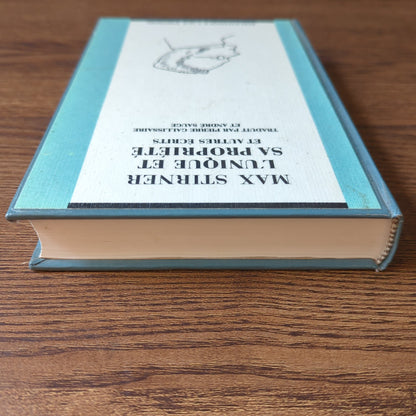 MAX STIRNER
L'UNIQUE ET
SA PROPRIÉTÉ
ET AUTRES ÉCRITS
TRADUIT PAR PIERRE GALLISSAIRE
ET ANDRÉ SAUGE